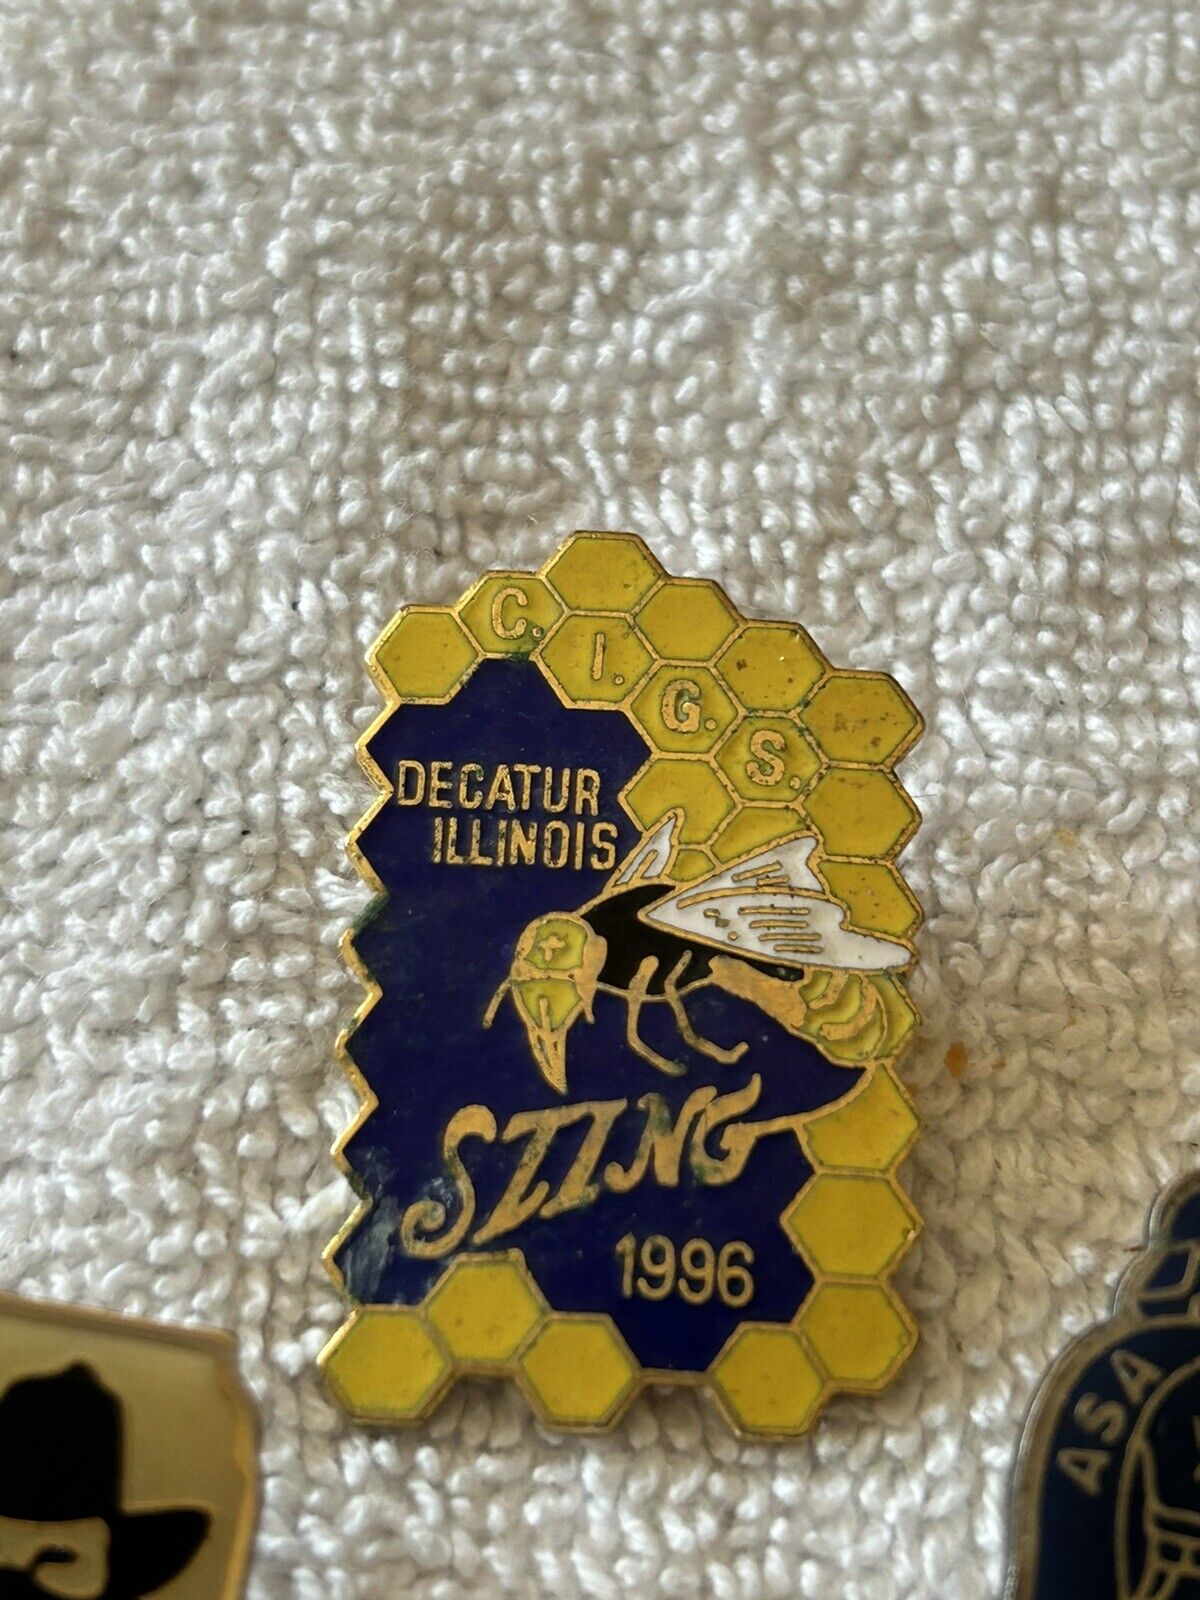 C.I.G.S.
DECATUR
ILLINOIS
STING
1996
ASA